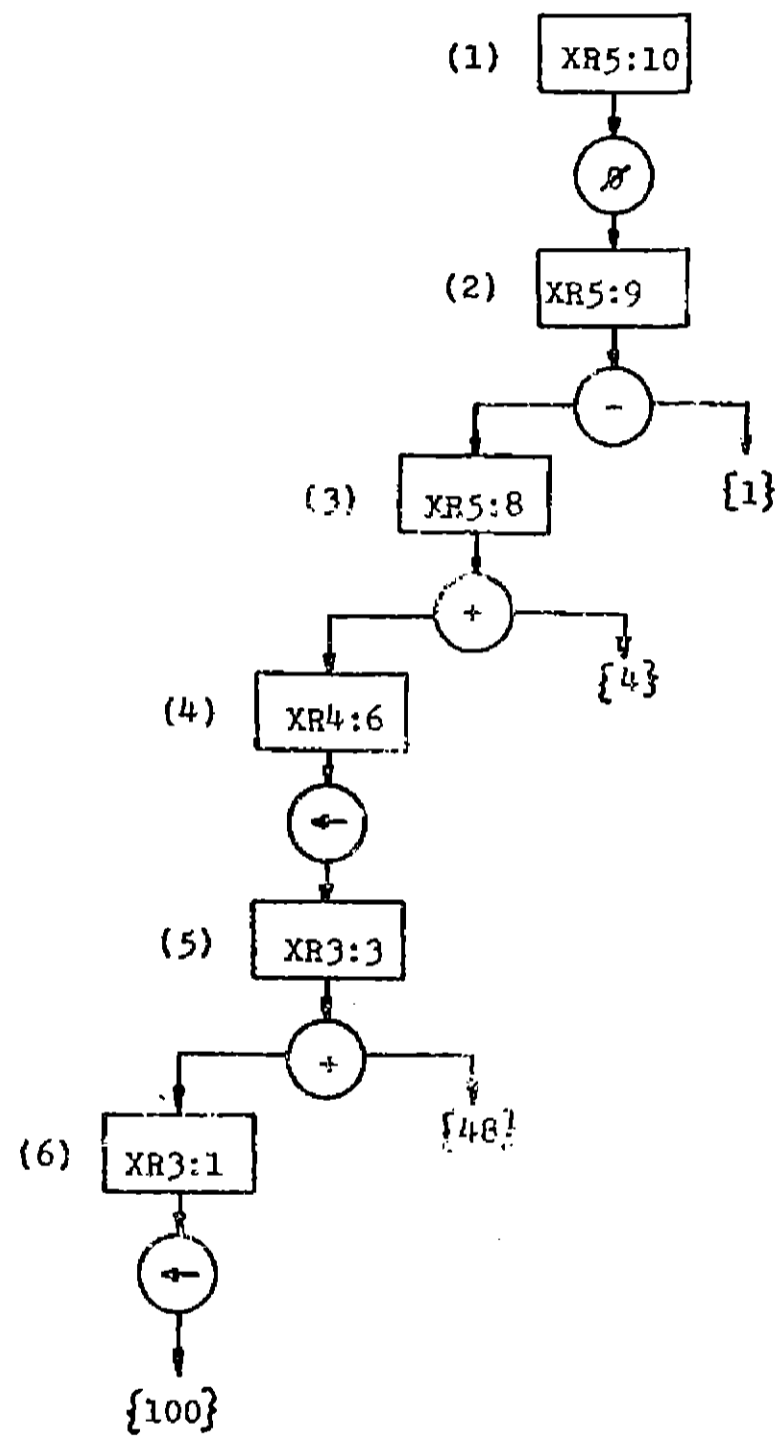 (1) XR5:10
ø
(2) XR5:9
-
{1}
(3) XR5:8
+
{4}
(4) XR4:6
←
(5) XR3:3
+
{48}
(6) XR3:1
←
{100}